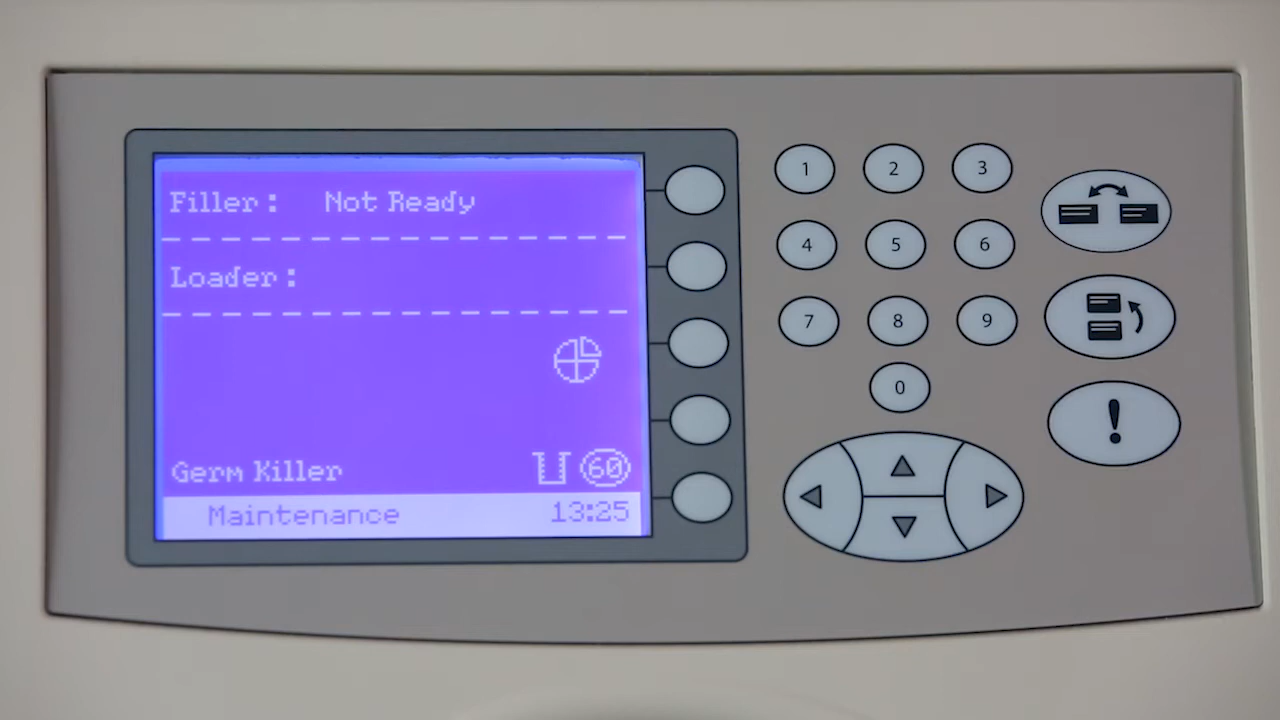 Filler: Not Ready
Loader:
Germ Killer 60
Maintenance 13:25
1 2 3
4 5 6
7 8 9
0
!